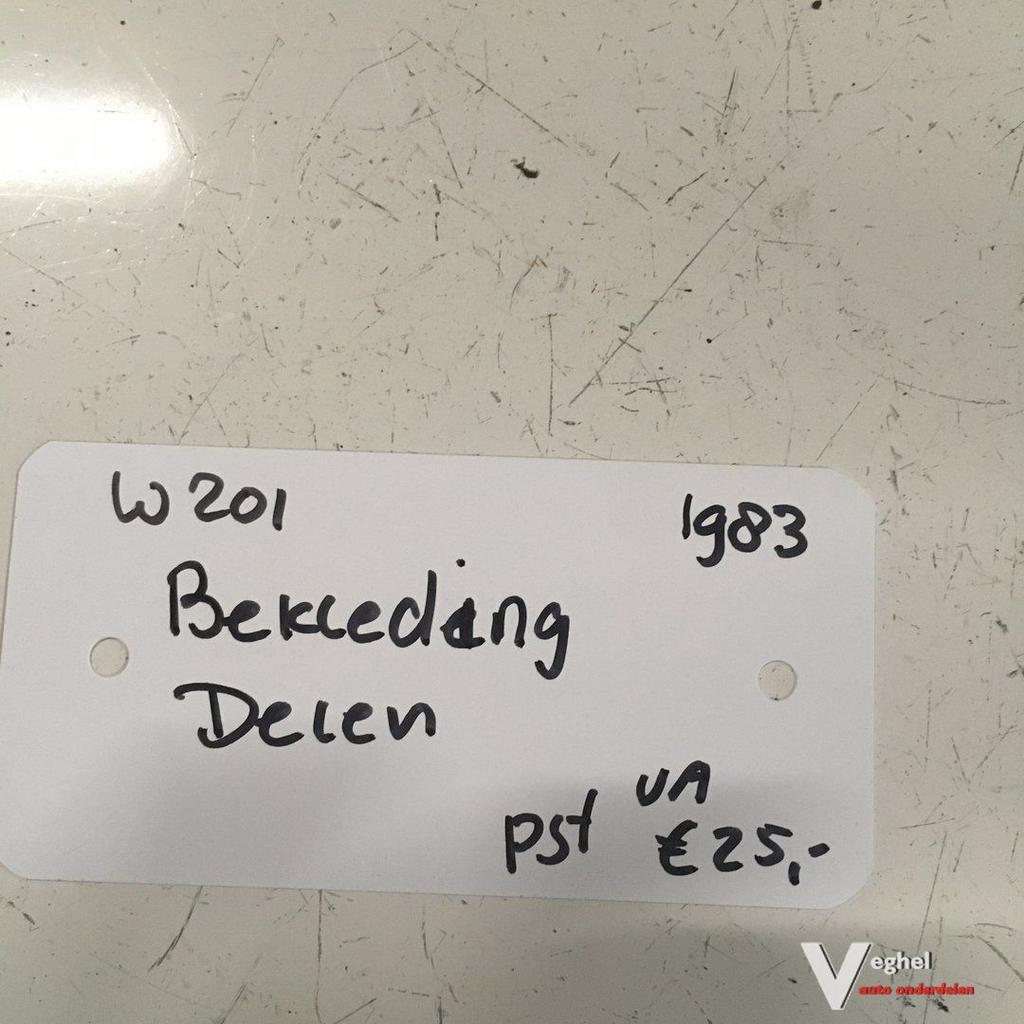 W201 1983
Bekleding
Delen
pst VA €25,-
Veghel
auto onderdelen